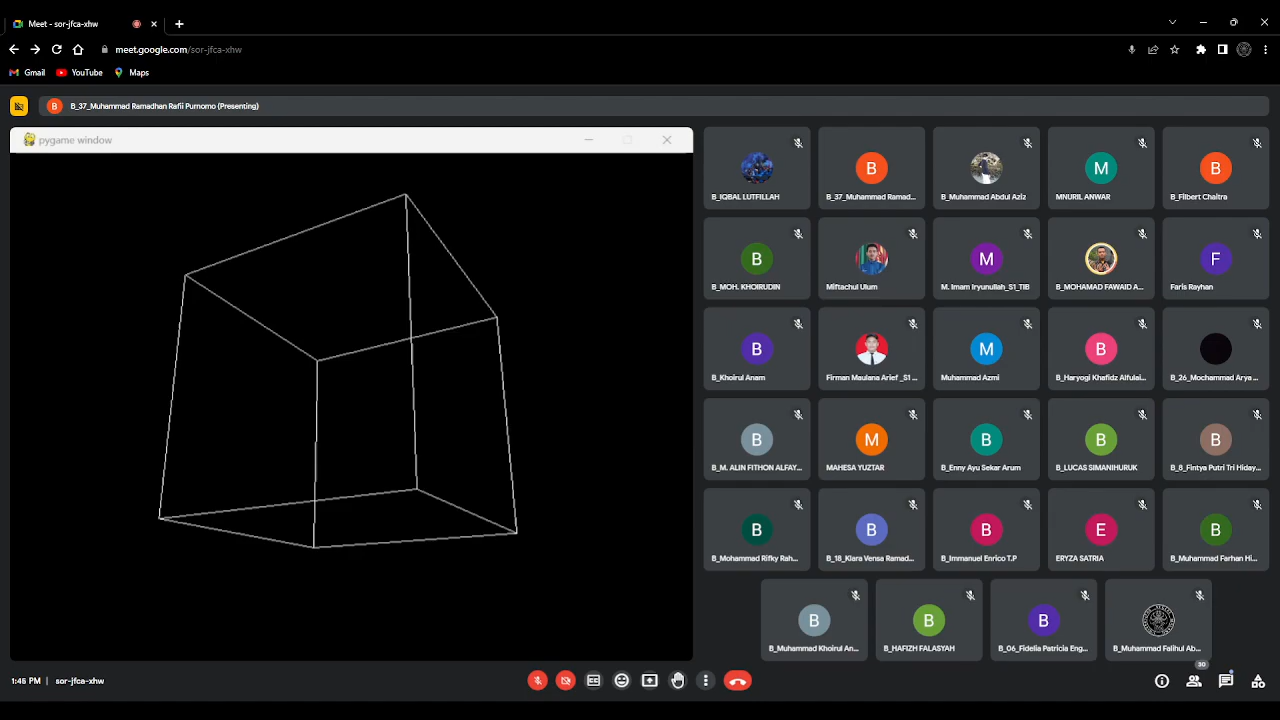 Meet - sor-jfca-xhw
meet.google.com/sor-jfca-xhw
Gmail YouTube Maps
B B_37_Muhammad Ramadhan Rafii Purnomo (Presenting)
pygame window
B_IQBAL LUTFILLAH
B
B_37_Muhammad Ramad...
B_Muhammad Abdul Aziz
M
MNURIL ANWAR
B
B_Filbert Chaitra
B
B_MOH. KHOIRUDIN
Miftachul Ulum
M
M. Imam Iryunullah_S1_TIB
B_MOHAMAD FAWAID A...
F
Faris Rayhan
B
B_Khoirul Anam
Firman Maulana Arief _S1 ...
M
Muhammad Azmi
B
B_Haryogi Khafidz Alfulai...
B_26_Mochammad Arya ...
B
B_M. ALIN FITHON ALFAY...
M
MAHESA YUZTAR
B
B_Enny Ayu Sekar Arum
B
B_LUCAS SIMANIHURUK
B
B_8_Fintya Putri Tri Hiday...
B
B_Mohammad Rifky Rah...
B
B_18_Klara Vensa Ramad...
B
B_Immanuel Enrico T.P
E
ERYZA SATRIA
B
B_Muhammad Farhan Hi...
B
B_Muhammad Khoirul An...
B
B_HAFIZH FALASYAH
B
B_06_Fidelia Patricia Eng...
B_Muhammad Falihul Ab...
1:46 PM | sor-jfca-xhw
30